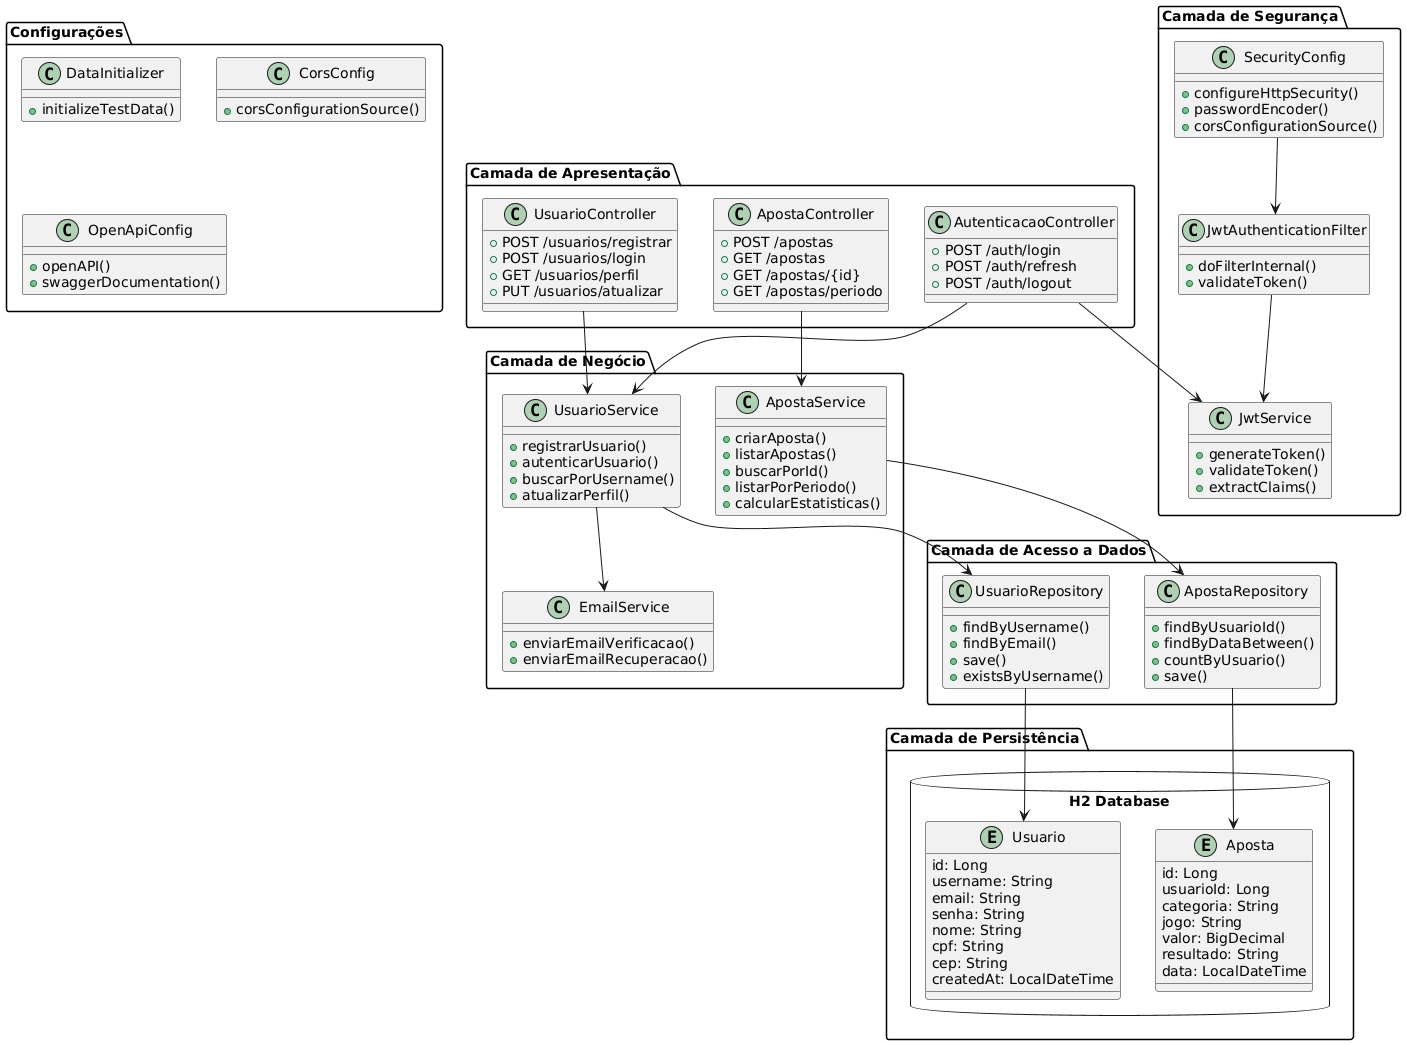 Configurações
DataInitializer
initializeTestData()
CorsConfig
corsConfigurationSource()
OpenApiConfig
openAPI()
swaggerDocumentation()
Camada de Segurança
SecurityConfig
configureHttpSecurity()
passwordEncoder()
corsConfigurationSource()
JwtAuthenticationFilter
doFilterInternal()
validateToken()
JwtService
generateToken()
validateToken()
extractClaims()
Camada de Apresentação
UsuarioController
POST /usuarios/registrar
POST /usuarios/login
GET /usuarios/perfil
PUT /usuarios/atualizar
ApostaController
POST /apostas
GET /apostas
GET /apostas/{id}
GET /apostas/periodo
AutenticacaoController
POST /auth/login
POST /auth/refresh
POST /auth/logout
Camada de Negócio
UsuarioService
registrarUsuario()
autenticarUsuario()
buscarPorUsername()
atualizarPerfil()
ApostaService
criarAposta()
listarApostas()
buscarPorId()
listarPorPeriodo()
calcularEstatisticas()
EmailService
enviarEmailVerificacao()
enviarEmailRecuperacao()
Camada de Acesso a Dados
UsuarioRepository
findByUsername()
findByEmail()
save()
existsByUsername()
ApostaRepository
findByUsuarioId()
findByDataBetween()
countByUsuario()
save()
Camada de Persistência
H2 Database
Usuario
id: Long
username: String
email: String
senha: String
nome: String
cpf: String
cep: String
createdAt: LocalDateTime
Aposta
id: Long
usuarioId: Long
categoria: String
jogo: String
valor: BigDecimal
resultado: String
data: LocalDateTime